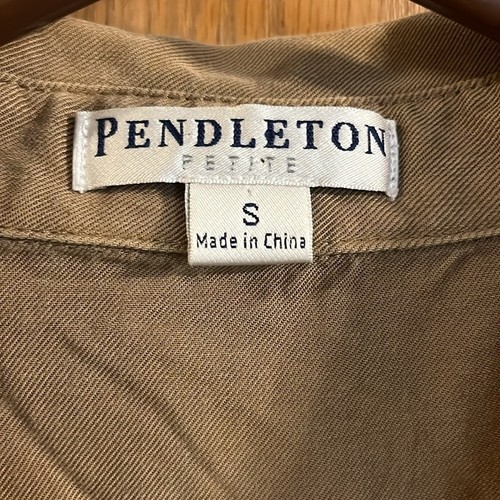 PENDLETON
PETITE
S
Made in China